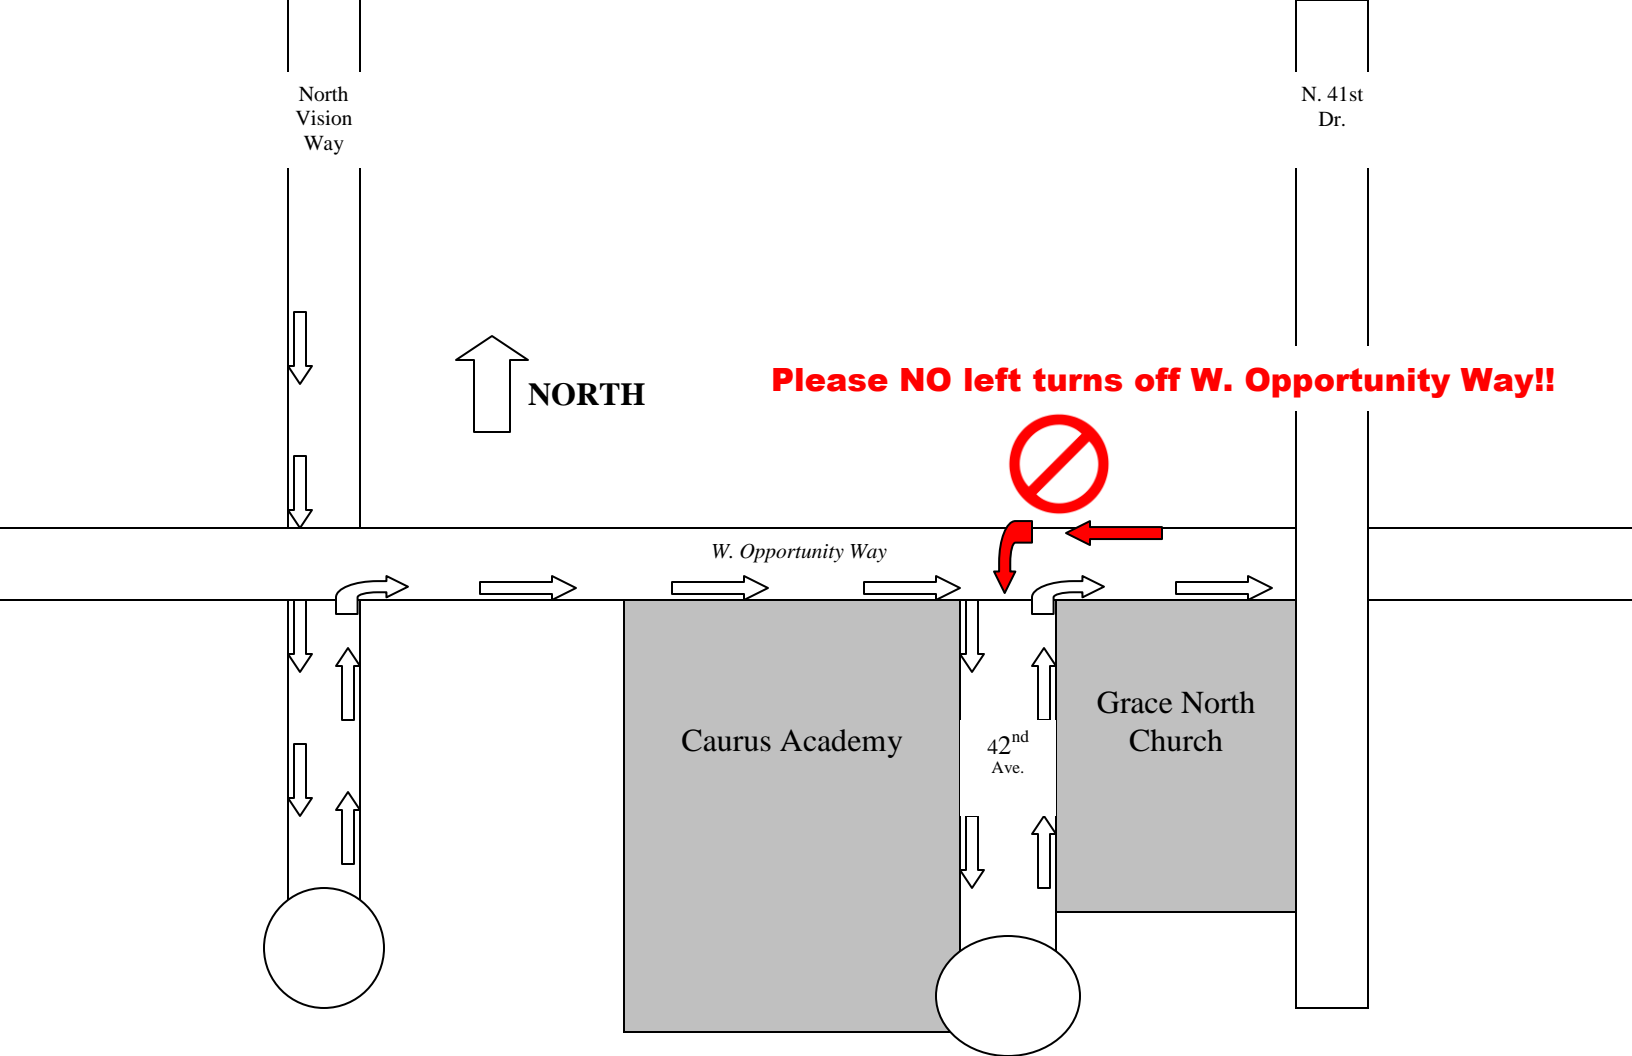 North
Vision
Way
N. 41st
Dr.
NORTH
Please NO left turns off W. Opportunity Way!!
W. Opportunity Way
Caurus Academy
42nd
Ave.
Grace North
Church